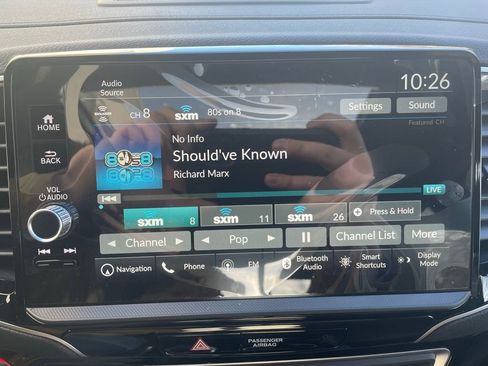 Audio
Source
10:26
SIRIUSXM CH 8 sxm 80s on 8
Settings Sound
Featured CH
HOME
BACK
VOL
AUDIO
No Info
Should've Known
Richard Marx
LIVE
sxm 8 sxm 11 sxm 26 + Press & Hold
Channel Pop Channel List More
Navigation Phone FM Bluetooth Audio Smart Shortcuts Display Mode
PASSENGER
AIRBAG